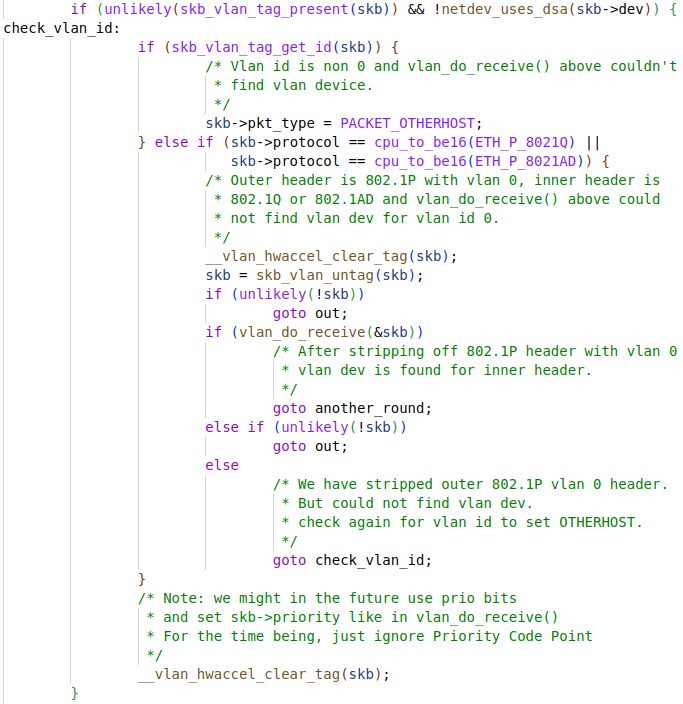 if (unlikely(skb_vlan_tag_present(skb)) && !netdev_uses_dsa(skb->dev)) {
check_vlan_id:
if (skb_vlan_tag_get_id(skb)) {
/* Vlan id is non 0 and vlan_do_receive() above couldn't
* find vlan device.
*/
skb->pkt_type = PACKET_OTHERHOST;
} else if (skb->protocol == cpu_to_be16(ETH_P_8021Q) ||
skb->protocol == cpu_to_be16(ETH_P_8021AD)) {
/* Outer header is 802.1P with vlan 0, inner header is
* 802.1Q or 802.1AD and vlan_do_receive() above could
* not find vlan dev for vlan id 0.
*/
__vlan_hwaccel_clear_tag(skb);
skb = skb_vlan_untag(skb);
if (unlikely(!skb))
goto out;
if (vlan_do_receive(&skb))
/* After stripping off 802.1P header with vlan 0
* vlan dev is found for inner header.
*/
goto another_round;
else if (unlikely(!skb))
goto out;
else
/* We have stripped outer 802.1P vlan 0 header.
* But could not find vlan dev.
* check again for vlan id to set OTHERHOST.
*/
goto check_vlan_id;
}
/* Note: we might in the future use prio bits
* and set skb->priority like in vlan_do_receive()
* For the time being, just ignore Priority Code Point
*/
__vlan_hwaccel_clear_tag(skb);
}